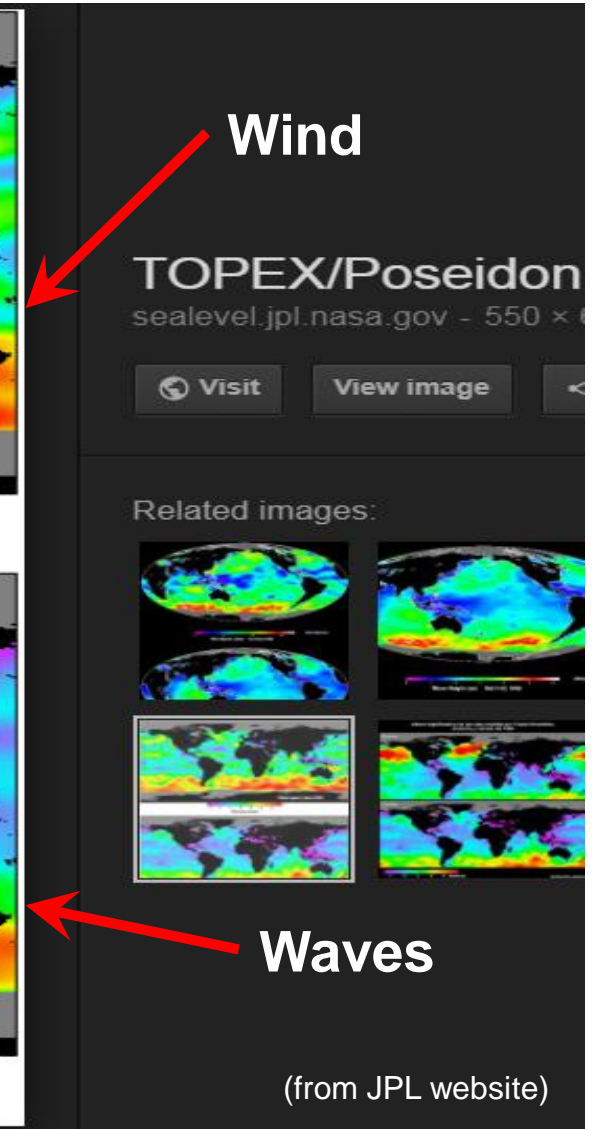 Wind
TOPEX/Poseidon
sealevel.jpl.nasa.gov - 550 ×
Visit
View image
Related images:
Waves
(from JPL website)